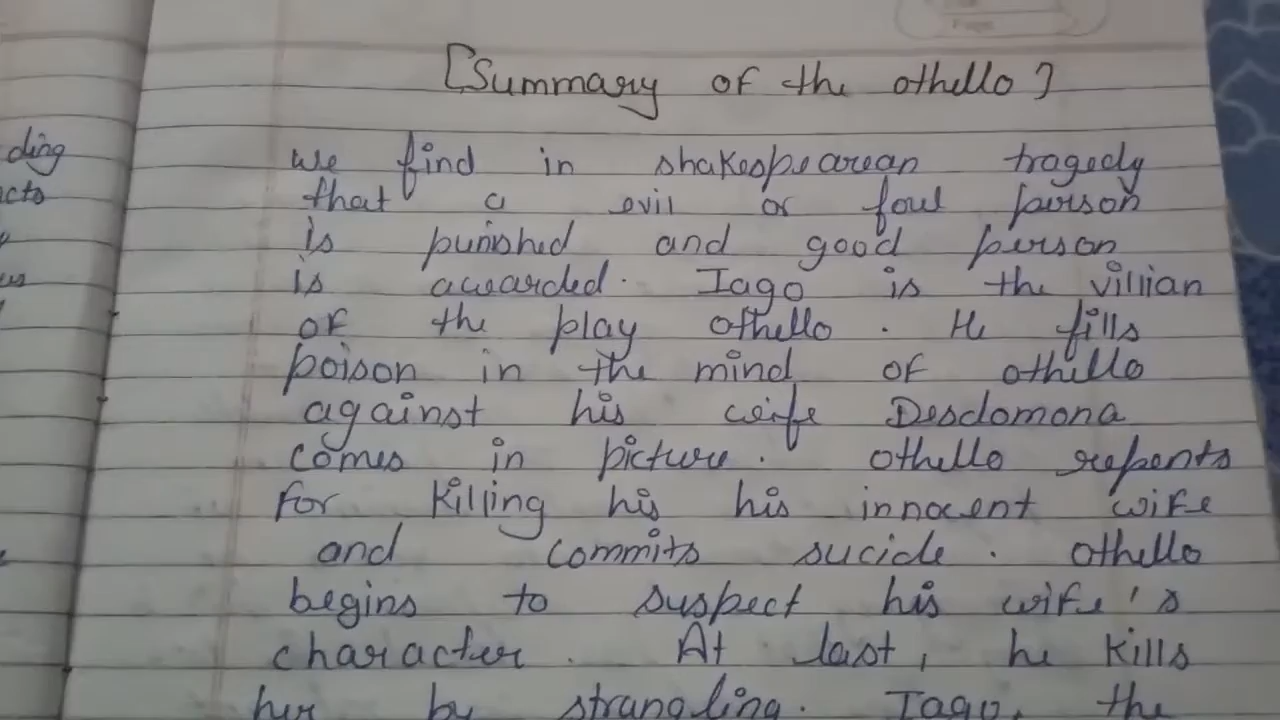 [Summary of the othello]
we find in shakespearean tragedy
that a evil or foul person
is punished and good person
is awarded. Iago is the villian
of the play othello. He fills
poison in the mind of othello
against his wife Desdomona
comes in picture. othello repents
for killing his his innocent wife
and commits sucide. othello
begins to suspect his wife's
character. At last, he kills
her by strangling. Iago, the
ding
acts